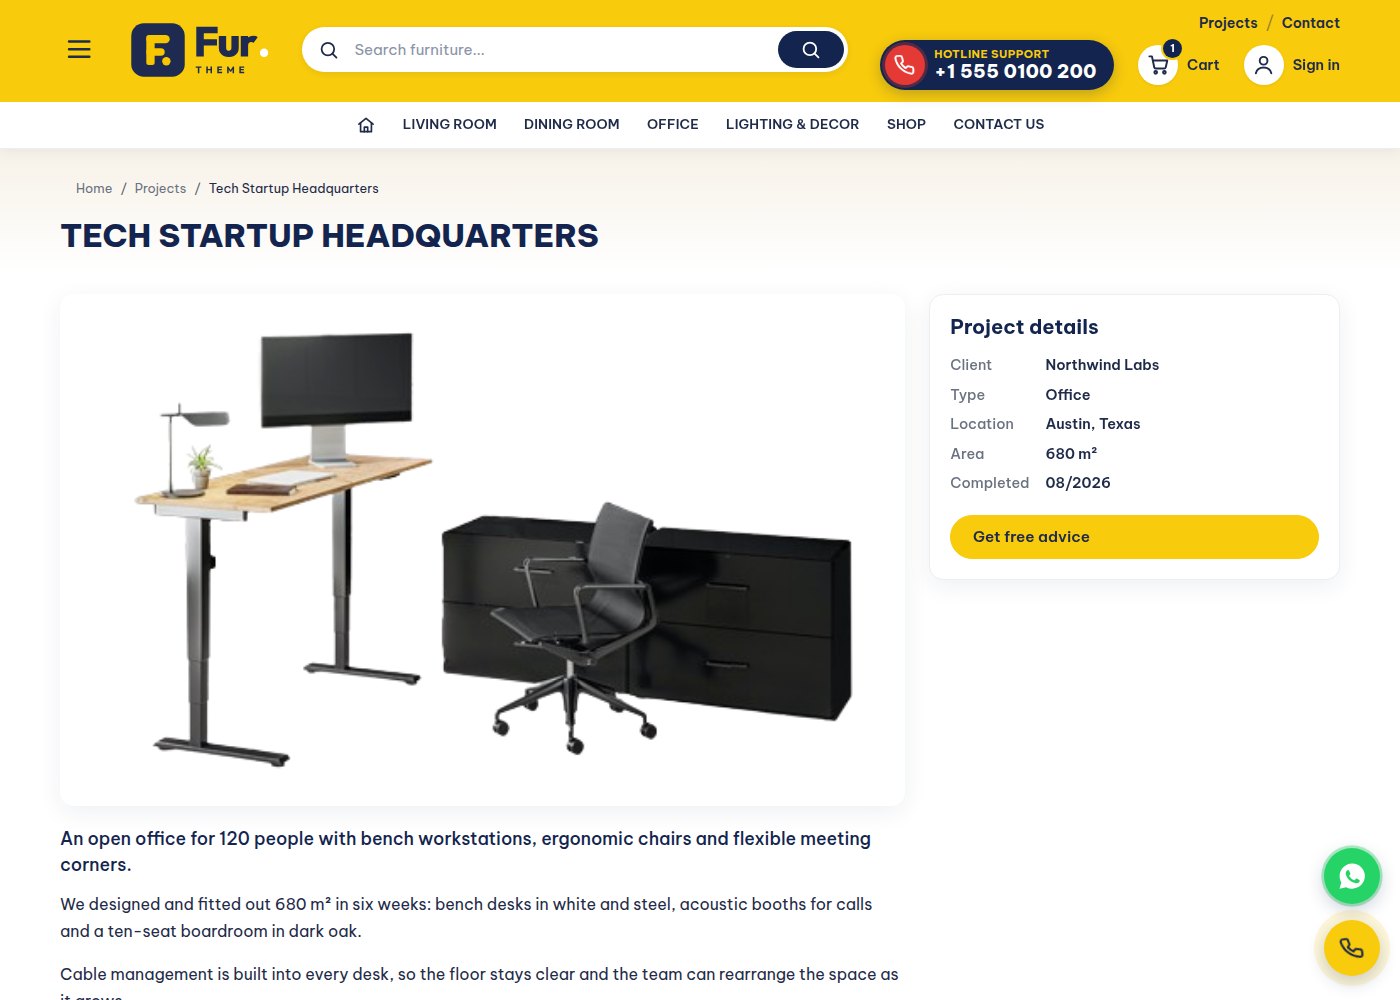 Projects / Contact
Fur.
THEME
Search furniture...
HOTLINE SUPPORT
+1 555 0100 200
1
Cart
Sign in
LIVING ROOM
DINING ROOM
OFFICE
LIGHTING & DECOR
SHOP
CONTACT US
Home / Projects / Tech Startup Headquarters
TECH STARTUP HEADQUARTERS
Project details
Client Northwind Labs
Type Office
Location Austin, Texas
Area 680 m²
Completed 08/2026
Get free advice
An open office for 120 people with bench workstations, ergonomic chairs and flexible meeting
corners.
We designed and fitted out 680 m² in six weeks: bench desks in white and steel, acoustic booths for calls
and a ten-seat boardroom in dark oak.
Cable management is built into every desk, so the floor stays clear and the team can rearrange the space as
it grows.